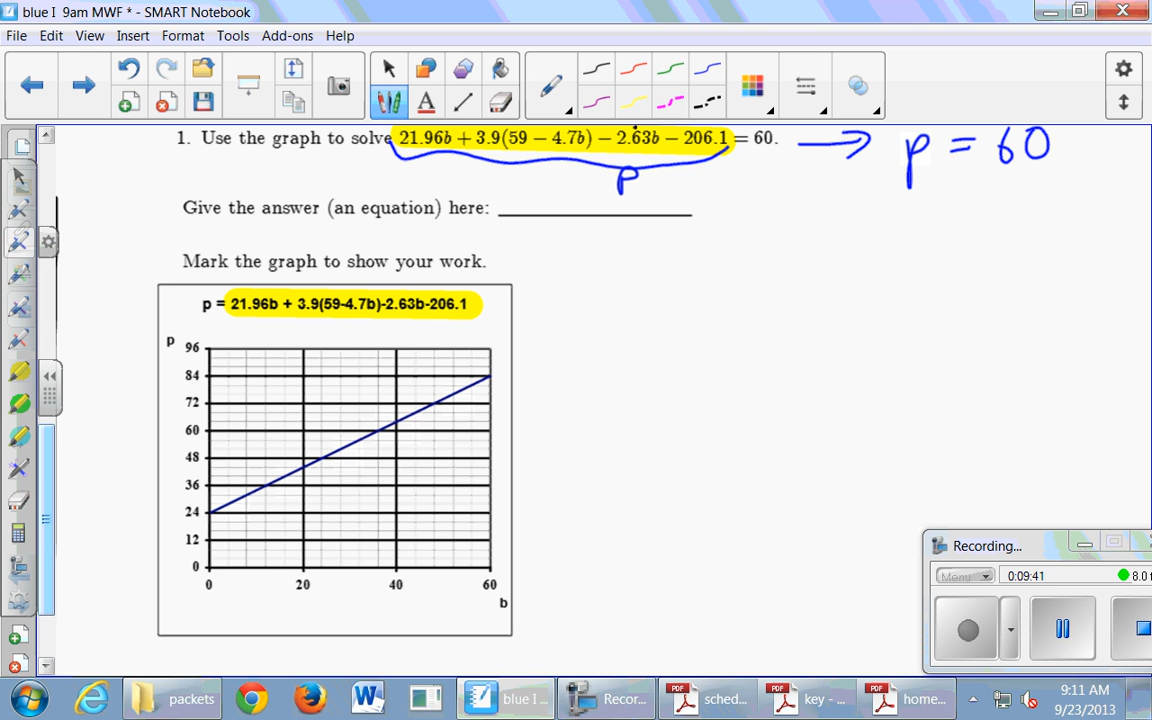 blue I 9am MWF * - SMART Notebook
File Edit View Insert Format Tools Add-ons Help
1. Use the graph to solve 21.96b + 3.9(59 − 4.7b) − 2.63b − 206.1 = 60. → p = 60
p
Give the answer (an equation) here: ____________
Mark the graph to show your work.
p = 21.96b + 3.9(59-4.7b)-2.63b-206.1
p
96
84
72
60
48
36
24
12
0
0 20 40 60
b
Recording...
Menu 0:09:41 8.0
packets blue I... Recor... sched... key - ... home...
PDF PDF PDF
9:11 AM
9/23/2013